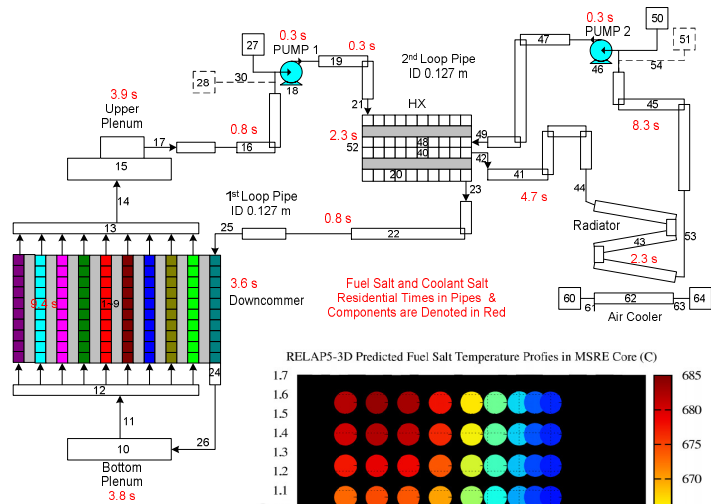 27
0.3 s
PUMP 1
0.3 s
19
28
30
18
21
2nd Loop Pipe
ID 0.127 m
HX
0.3 s
PUMP 2
50
51
47
46
54
45
8.3 s
3.9 s
Upper
Plenum
0.8 s
17
16
15
2.3 s
52
48
40
20
49
42
41
4.7 s
44
23
14
1st Loop Pipe
ID 0.127 m
0.8 s
13
25
22
Radiator
43
53
2.3 s
3.6 s
Downcommer
9.4 s
1~9
Fuel Salt and Coolant Salt
Residential Times in Pipes &
Components are Denoted in Red
60
61
62
63
64
Air Cooler
24
12
11
10
26
Bottom
Plenum
3.8 s
RELAP5-3D Predicted Fuel Salt Temperature Profies in MSRE Core (C)
1.7
1.6
1.5
1.4
1.3
1.2
1.1
685
680
675
670